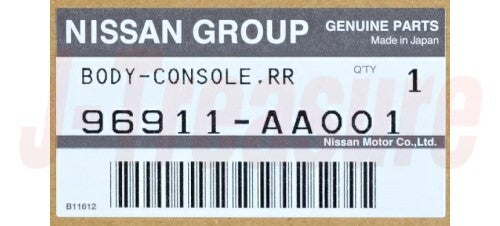 NISSAN GROUP
GENUINE PARTS
Made in Japan
BODY-CONSOLE.RR
Q'TY 1
96911-AA001
Nissan Motor Co.,Ltd.
B11612
J-Treasure